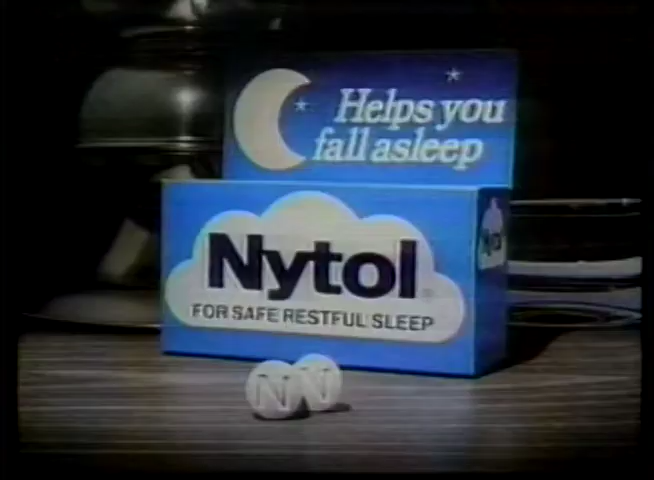 Helps you
fall asleep
Nytol
FOR SAFE RESTFUL SLEEP
N N